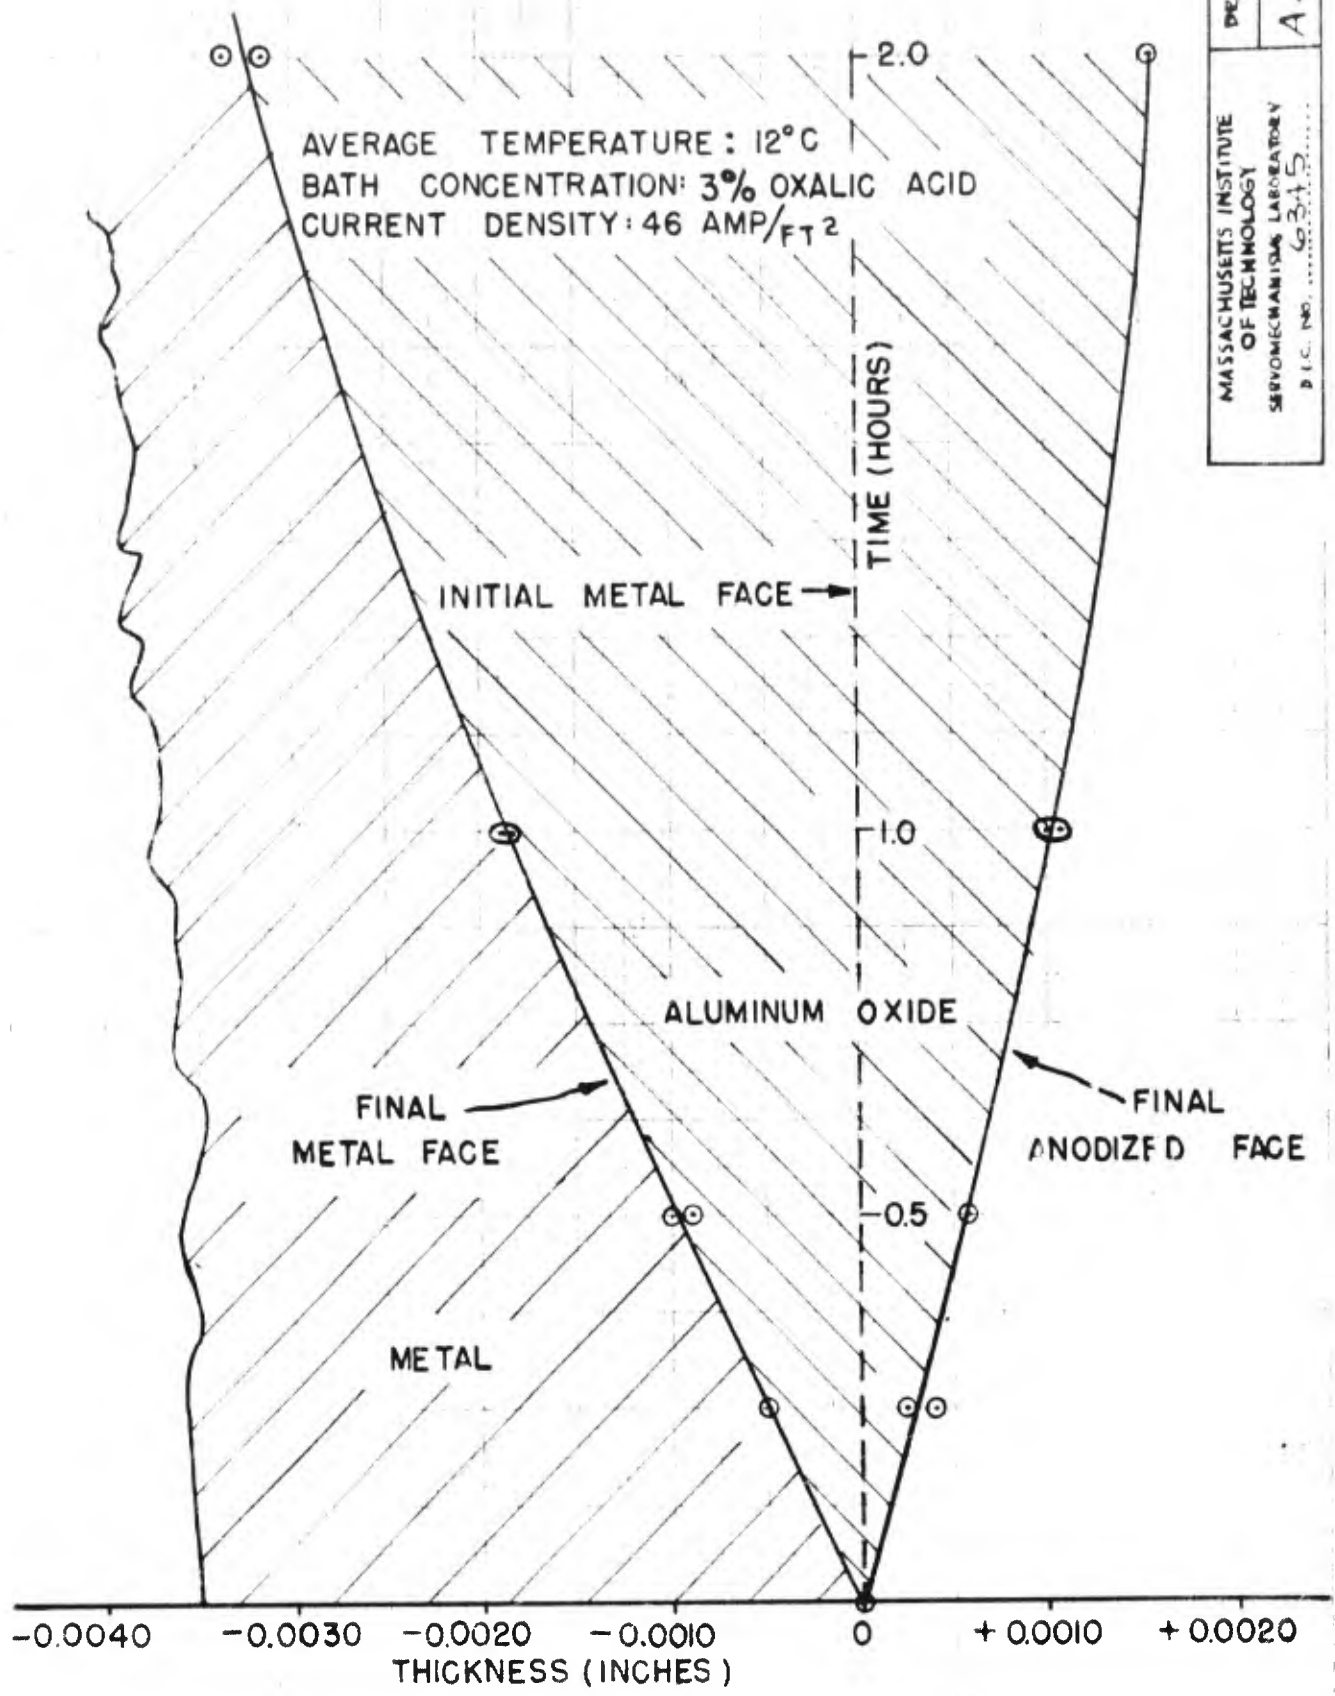 2.0
AVERAGE TEMPERATURE: 12°C
BATH CONCENTRATION: 3% OXALIC ACID
CURRENT DENSITY: 46 AMP/FT²
MASSACHUSETTS INSTITUTE
OF TECHNOLOGY
SERVOMECHANISMS LABORATORY
D.I.C. NO. 6345
DE
A
TIME (HOURS)
INITIAL METAL FACE
1.0
ALUMINUM OXIDE
FINAL
METAL FACE
FINAL
ANODIZED FACE
0.5
METAL
-0.0040 -0.0030 -0.0020 -0.0010 0 +0.0010 +0.0020
THICKNESS (INCHES)